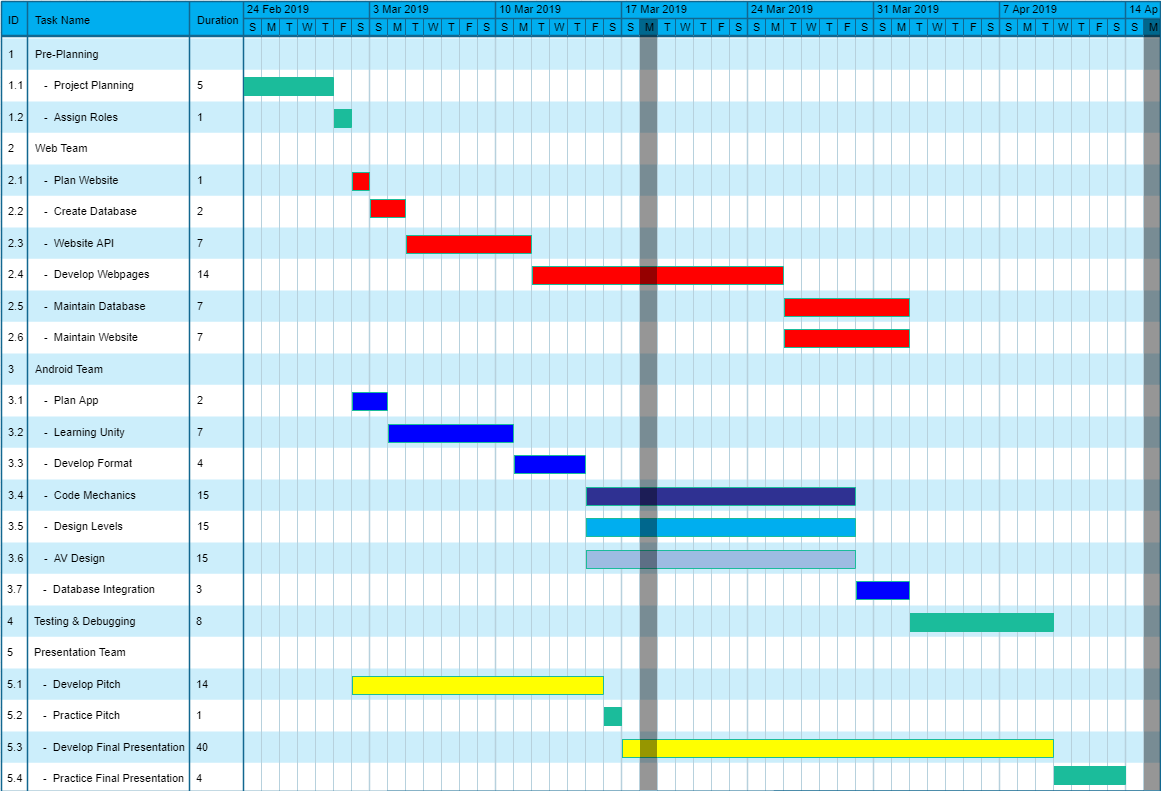 ID Task Name Duration 24 Feb 2019 3 Mar 2019 10 Mar 2019 17 Mar 2019 24 Mar 2019 31 Mar 2019 7 Apr 2019 14 Ap
S M T W T F S S M T W T F S S M T W T F S S M T W T F S S M T W T F S S M T W T F S S M T W T F S S M
1 Pre-Planning
1.1 - Project Planning 5
1.2 - Assign Roles 1
2 Web Team
2.1 - Plan Website 1
2.2 - Create Database 2
2.3 - Website API 7
2.4 - Develop Webpages 14
2.5 - Maintain Database 7
2.6 - Maintain Website 7
3 Android Team
3.1 - Plan App 2
3.2 - Learning Unity 7
3.3 - Develop Format 4
3.4 - Code Mechanics 15
3.5 - Design Levels 15
3.6 - AV Design 15
3.7 - Database Integration 3
4 Testing & Debugging 8
5 Presentation Team
5.1 - Develop Pitch 14
5.2 - Practice Pitch 1
5.3 - Develop Final Presentation 40
5.4 - Practice Final Presentation 4